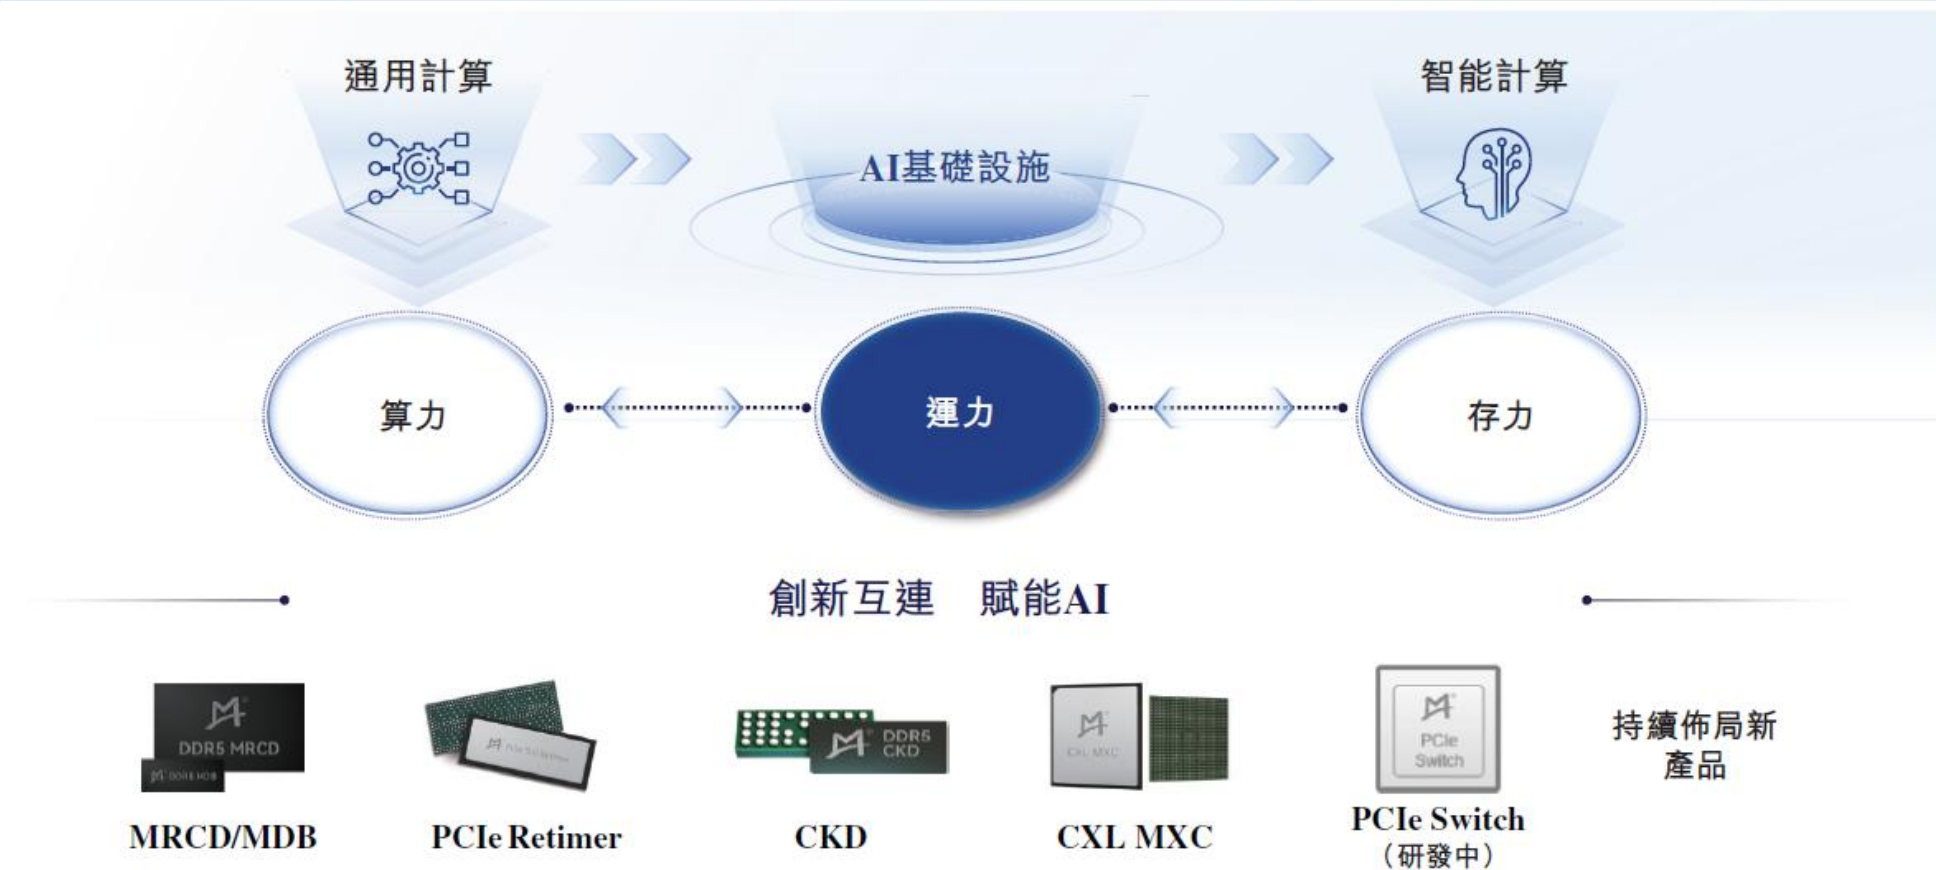 通用計算
智能計算
AI基礎設施
算力
運力
存力
創新互連 賦能AI
DDR5 MRCD
DDR5 CKD
CXL MXC
PCIe
Switch
持續佈局新
產品
MRCD/MDB
PCIe Retimer
CKD
CXL MXC
PCIe Switch
（研發中）